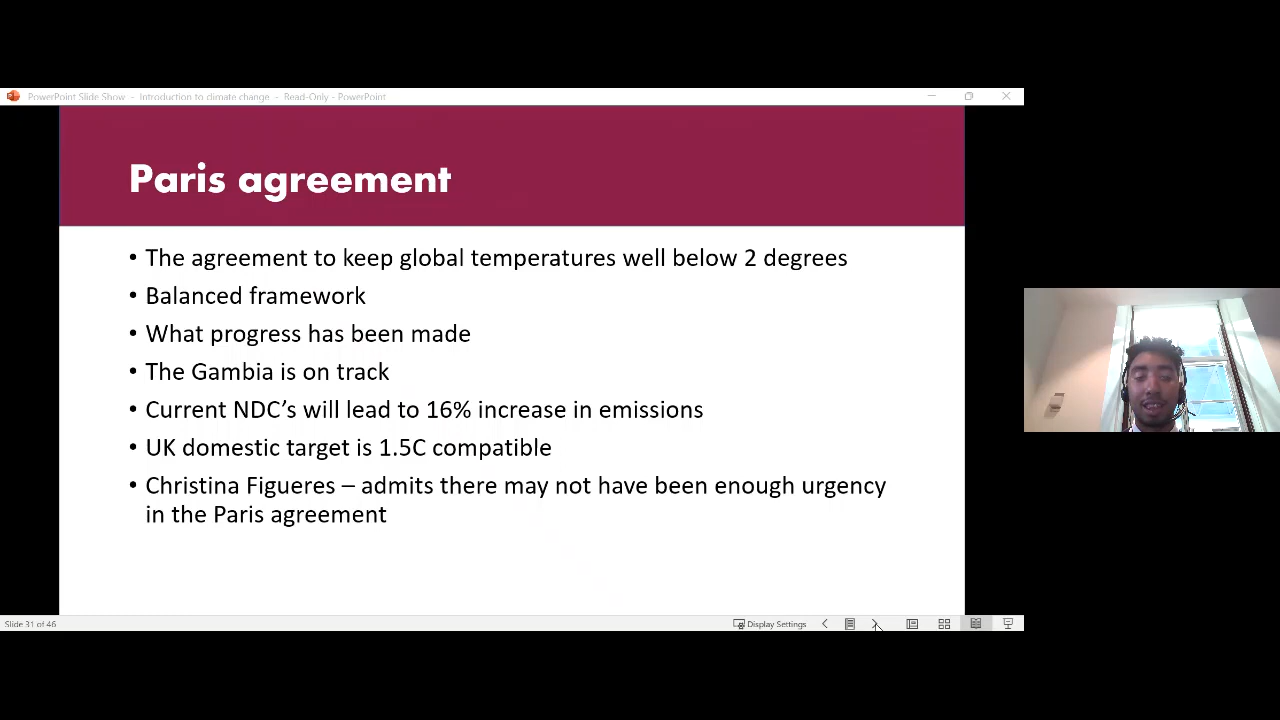 PowerPoint Slide Show - Introduction to climate change - Read-Only - PowerPoint
Paris agreement
• The agreement to keep global temperatures well below 2 degrees
• Balanced framework
• What progress has been made
• The Gambia is on track
• Current NDC’s will lead to 16% increase in emissions
• UK domestic target is 1.5C compatible
• Christina Figueres – admits there may not have been enough urgency
in the Paris agreement
Slide 31 of 46
Display Settings